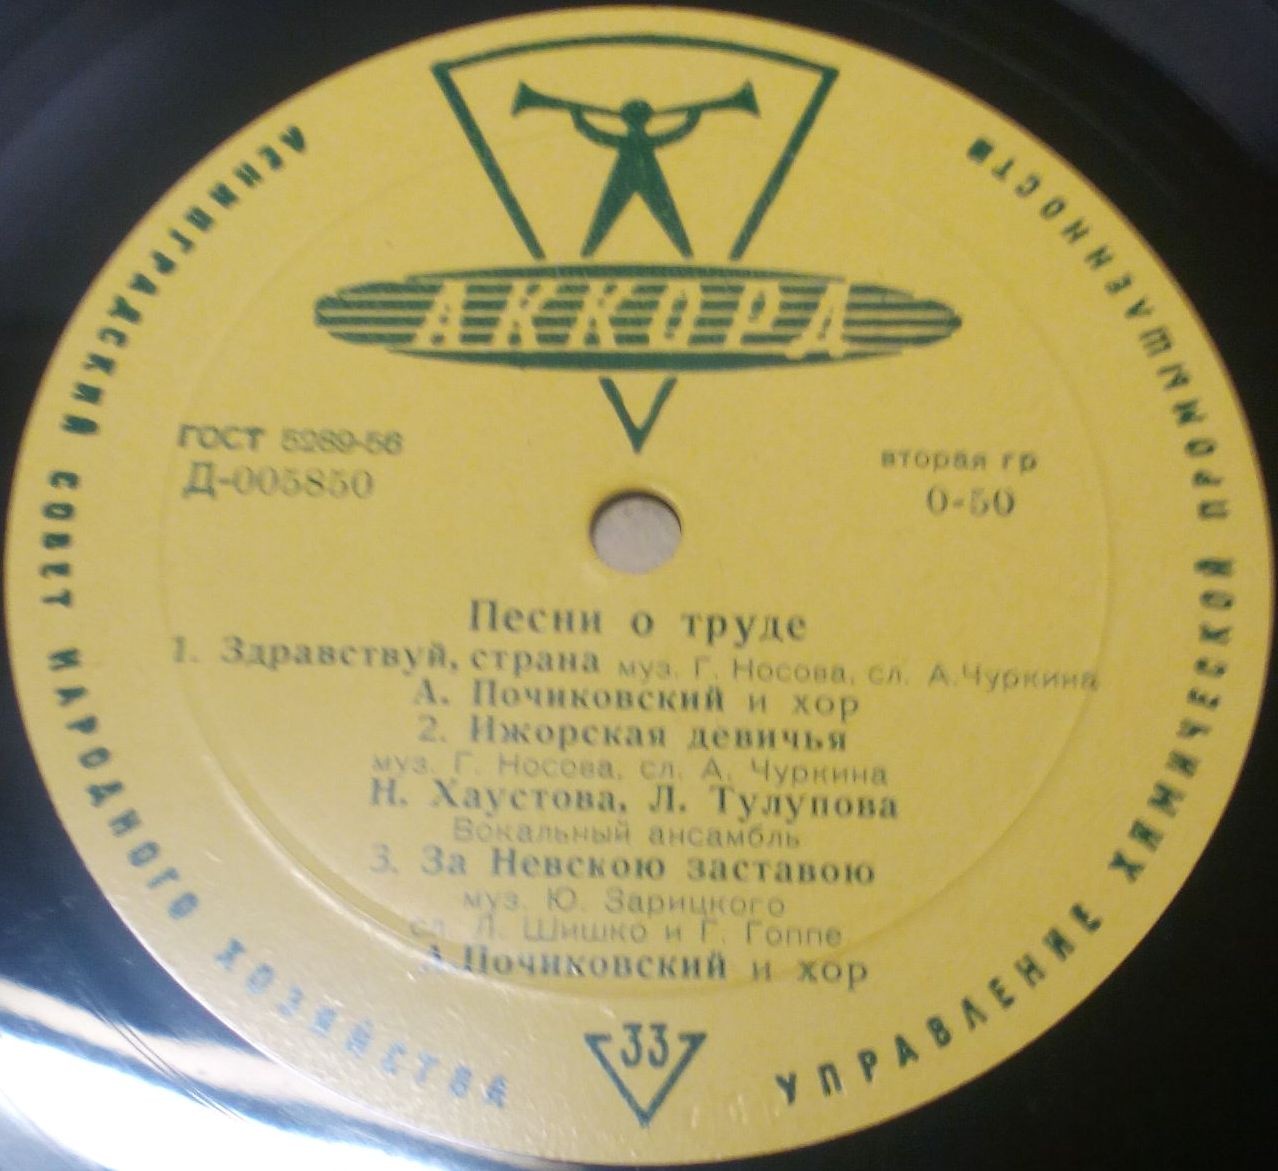 АККОРД
ЛЕНИНГРАДСКИЙ СОВЕТ НАРОДНОГО ХОЗЯЙСТВА
УПРАВЛЕНИЕ ХИМИЧЕСКОЙ ПРОМЫШЛЕННОСТИ
ГОСТ 5289-56
Д-005850
вторая гр
0-50
Песни о труде
1. Здравствуй, страна муз. Г. Носова, сл. А.Чуркина
А. Почиковский и хор
2. Ижорская девичья
муз. Г. Носова, сл. А. Чуркина
Н. Хаустова, Л. Тулупова
Вокальный ансамбль
3. За Невскою заставою
муз. Ю. Зарицкого
сл. Л. Шишко и Г. Гоппе
А.Почиковский и хор
33